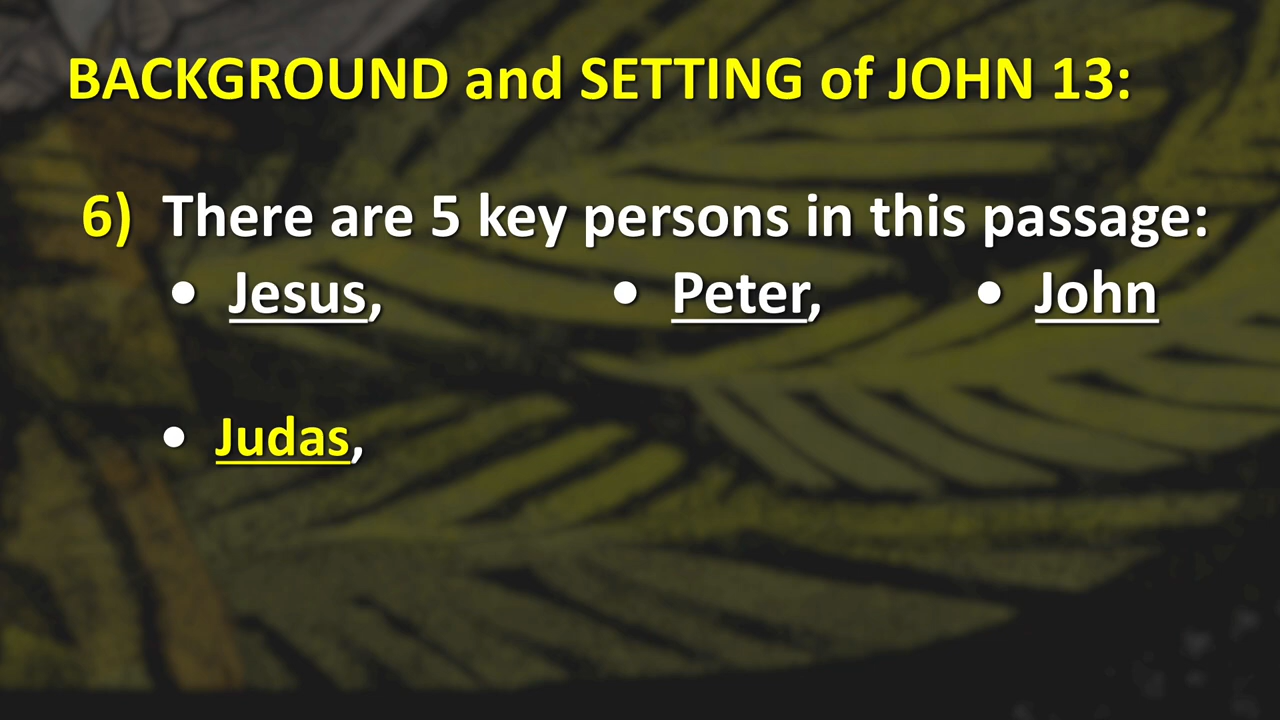 BACKGROUND and SETTING of JOHN 13:
6) There are 5 key persons in this passage:
• Jesus, • Peter, • John
• Judas,